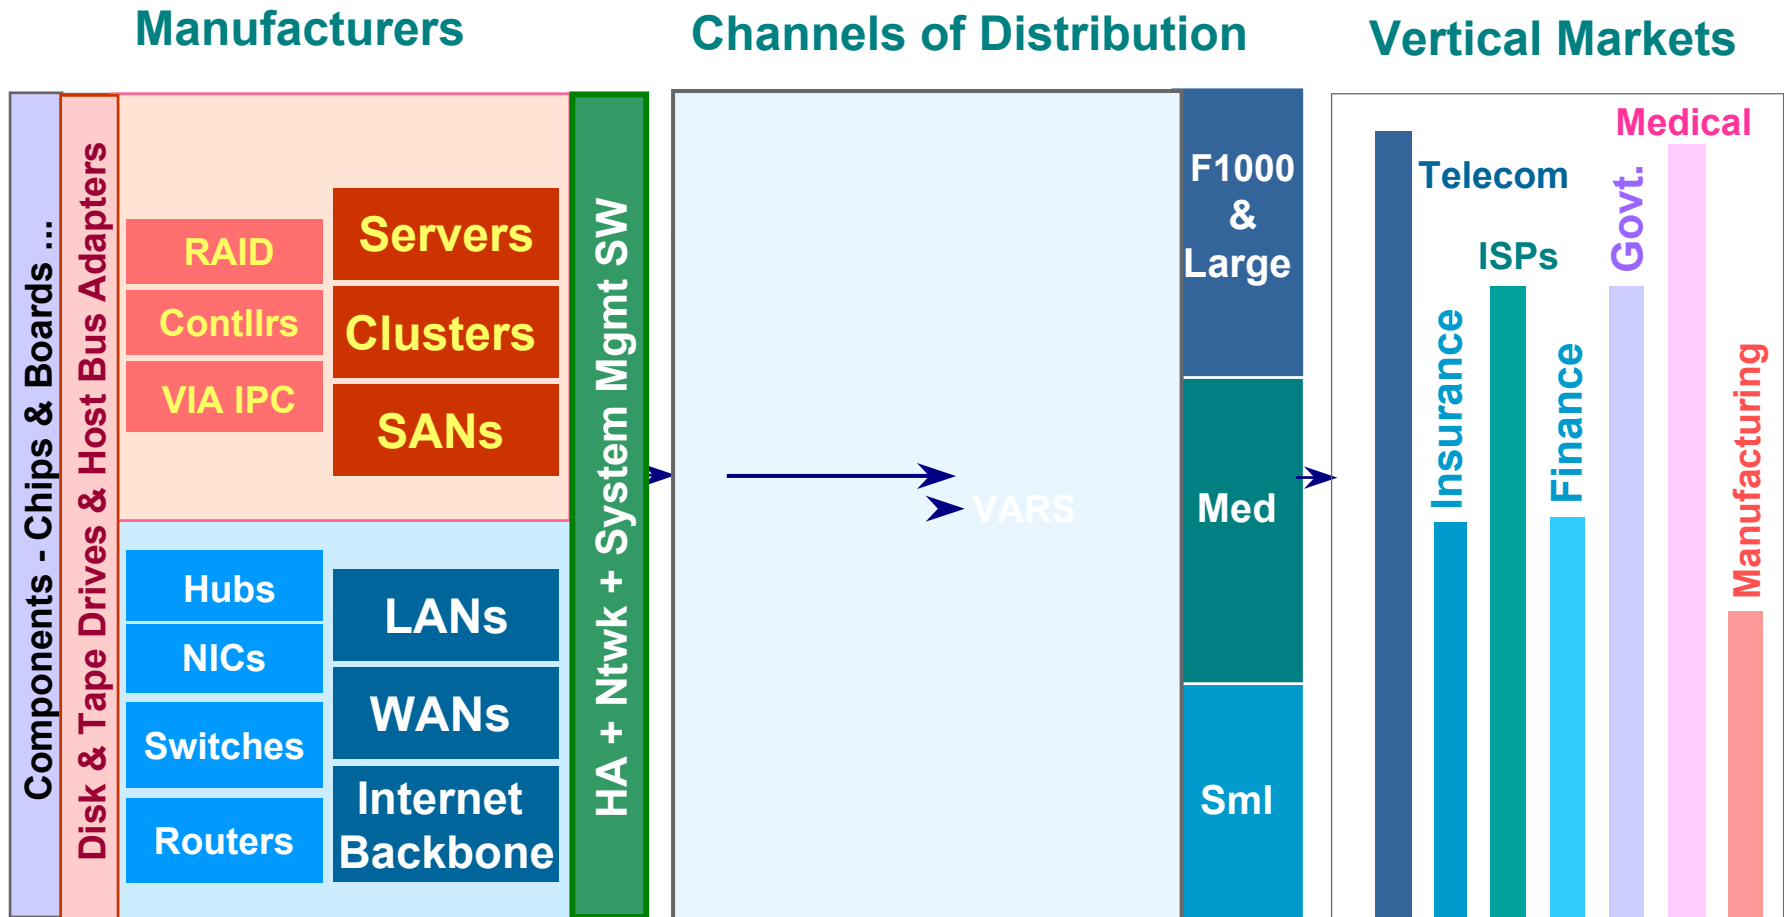 Manufacturers
Channels of Distribution
Vertical Markets
Components - Chips & Boards ...
Disk & Tape Drives & Host Bus Adapters
RAID
Contllrs
VIA IPC
Servers
Clusters
SANs
Hubs
NICs
Switches
Routers
LANs
WANs
Internet
Backbone
HA + Ntwk + System Mgmt SW
VARS
F1000
&
Large
Med
Sml
Telecom
Insurance
ISPs
Finance
Govt.
Medical
Manufacturing